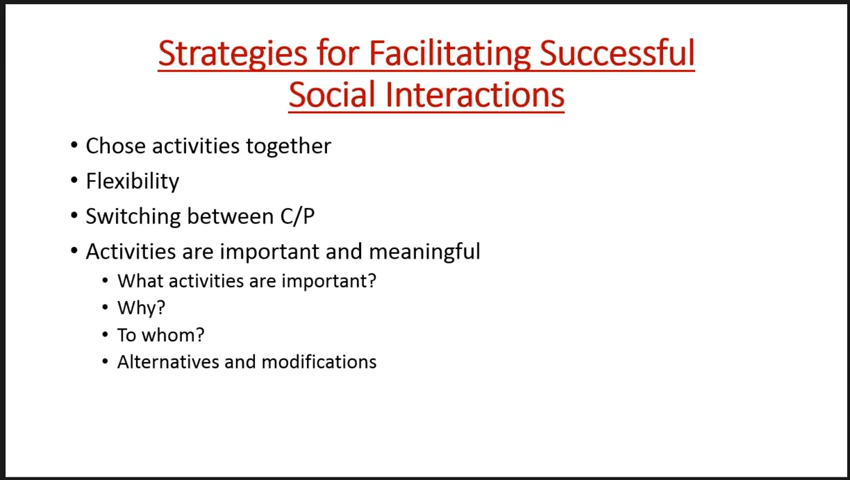 Strategies for Facilitating Successful
Social Interactions
• Chose activities together
• Flexibility
• Switching between C/P
• Activities are important and meaningful
• What activities are important?
• Why?
• To whom?
• Alternatives and modifications